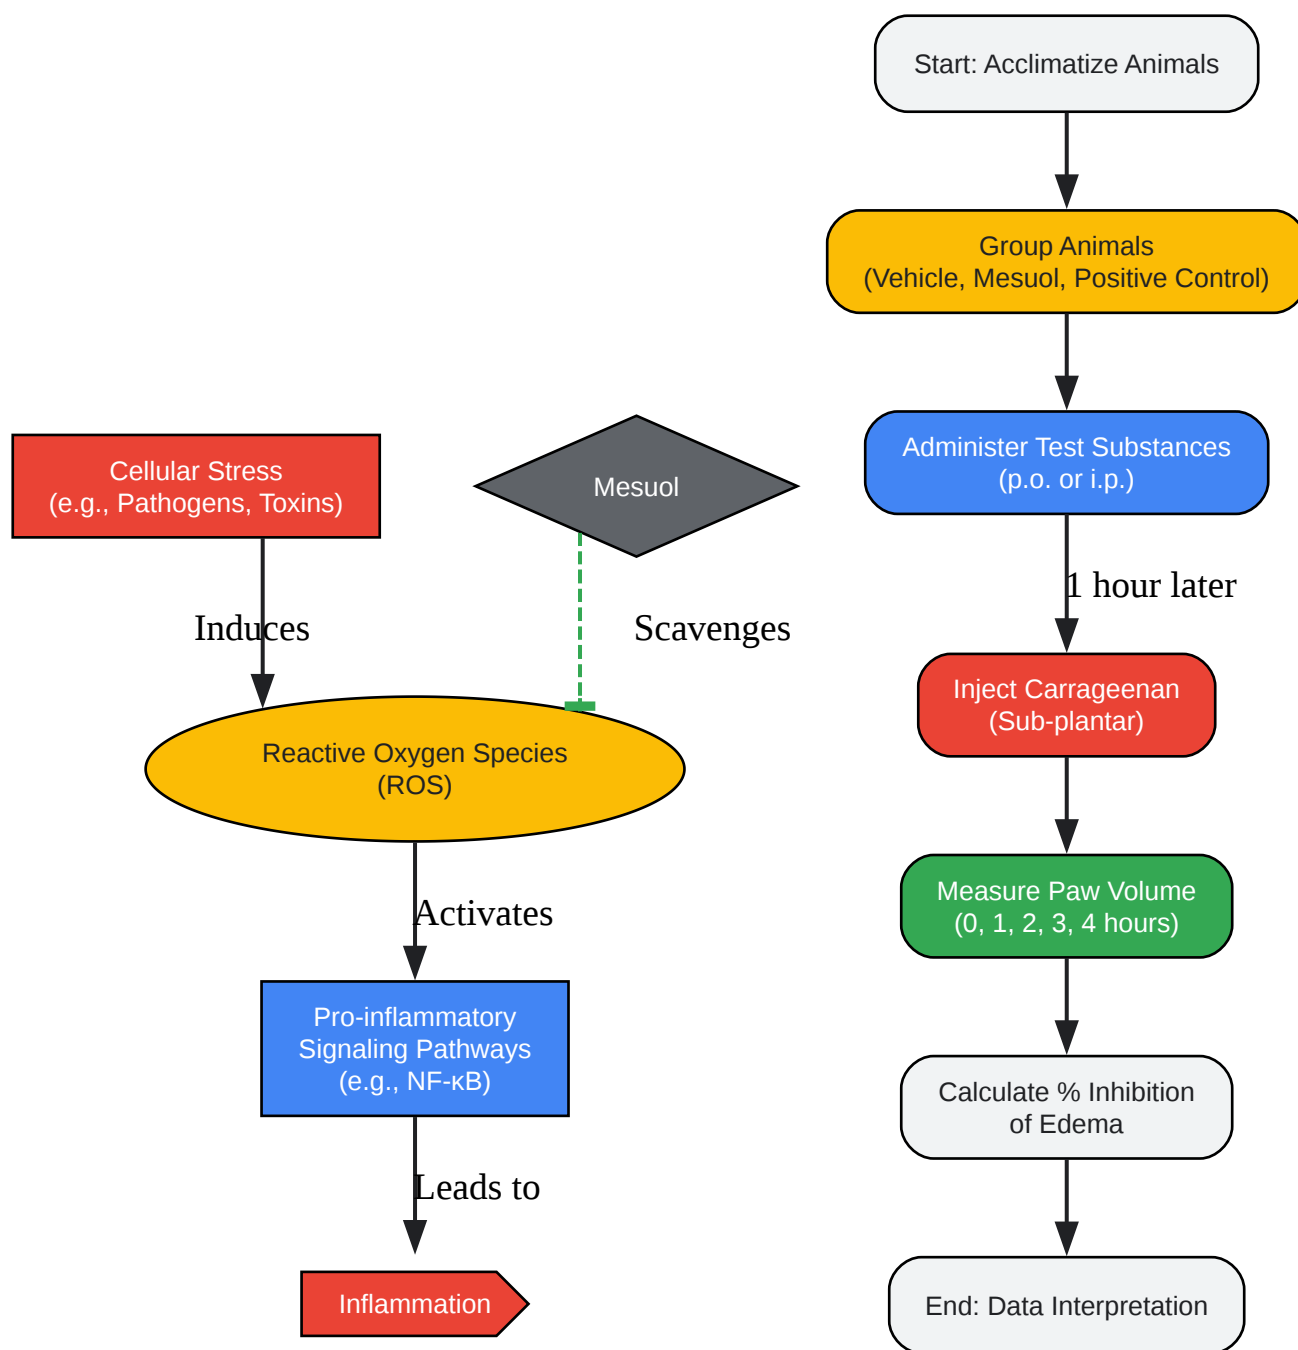 Cellular Stress
(e.g., Pathogens, Toxins)
Mesuol
Induces
Scavenges
Reactive Oxygen Species
(ROS)
Activates
Pro-inflammatory
Signaling Pathways
(e.g., NF-κB)
Leads to
Inflammation
Start: Acclimatize Animals
Group Animals
(Vehicle, Mesuol, Positive Control)
Administer Test Substances
(p.o. or i.p.)
1 hour later
Inject Carrageenan
(Sub-plantar)
Measure Paw Volume
(0, 1, 2, 3, 4 hours)
Calculate % Inhibition
of Edema
End: Data Interpretation